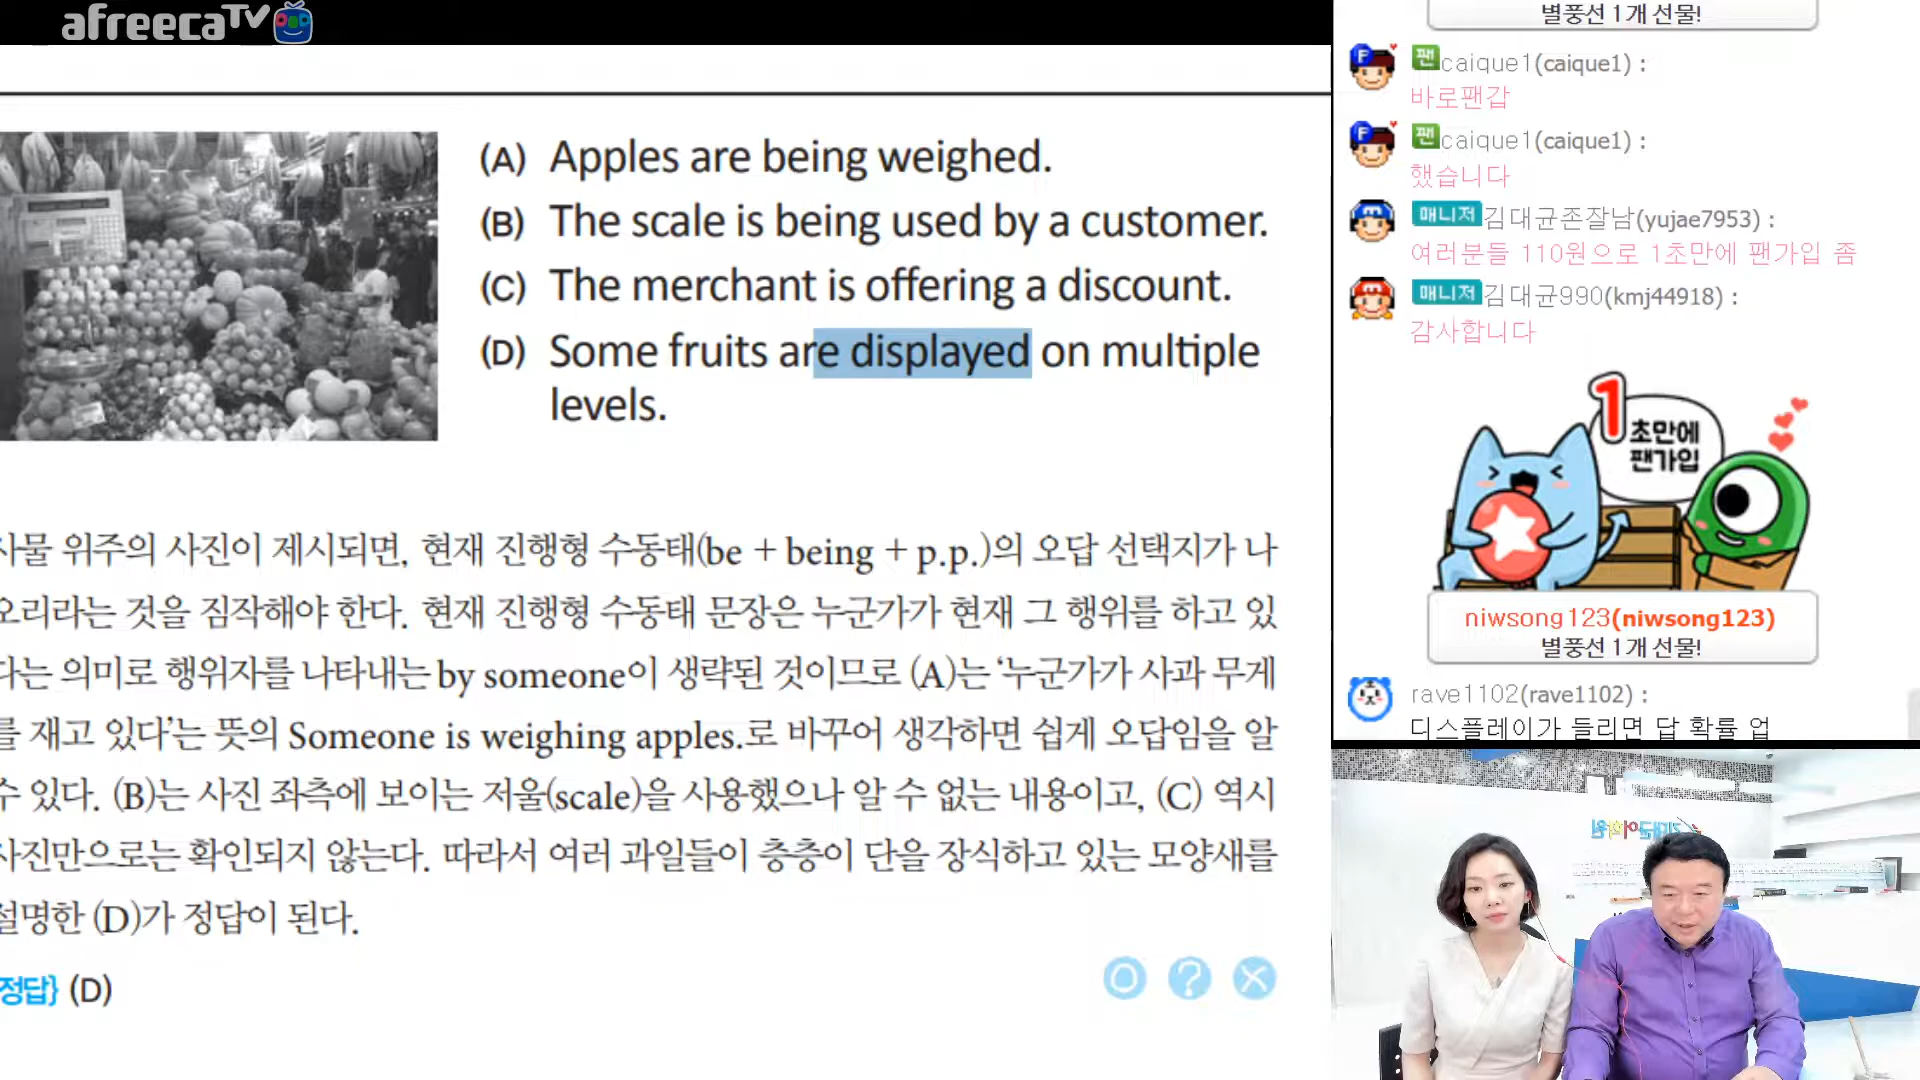 afreecaTV
(A) Apples are being weighed.
(B) The scale is being used by a customer.
(C) The merchant is offering a discount.
(D) Some fruits are displayed on multiple
levels.
사물 위주의 사진이 제시되면, 현재 진행형 수동태(be + being + p.p.)의 오답 선택지가 나
오리라는 것을 짐작해야 한다. 현재 진행형 수동태 문장은 누군가가 현재 그 행위를 하고 있
다는 의미로 행위자를 나타내는 by someone이 생략된 것이므로 (A)는 ‘누군가가 사과 무게
를 재고 있다’는 뜻의 Someone is weighing apples.로 바꾸어 생각하면 쉽게 오답임을 알
수 있다. (B)는 사진 좌측에 보이는 저울(scale)을 사용했으나 알 수 없는 내용이고, (C) 역시
사진만으로는 확인되지 않는다. 따라서 여러 과일들이 층층이 단을 장식하고 있는 모양새를
설명한 (D)가 정답이 된다.
정답} (D)
별풍선 1개 선물!
팬 caique1(caique1) :
바로팬갑
팬 caique1(caique1) :
했습니다
매니저 김대균존잘남(yujae7953) :
여러분들 110원으로 1초만에 팬가입 좀
매니저 김대균990(kmj44918) :
감사합니다
1초만에
팬가입
niwsong123(niwsong123)
별풍선 1개 선물!
rave1102(rave1102) :
디스플레이가 들리면 답 확률 업
김대균어학원